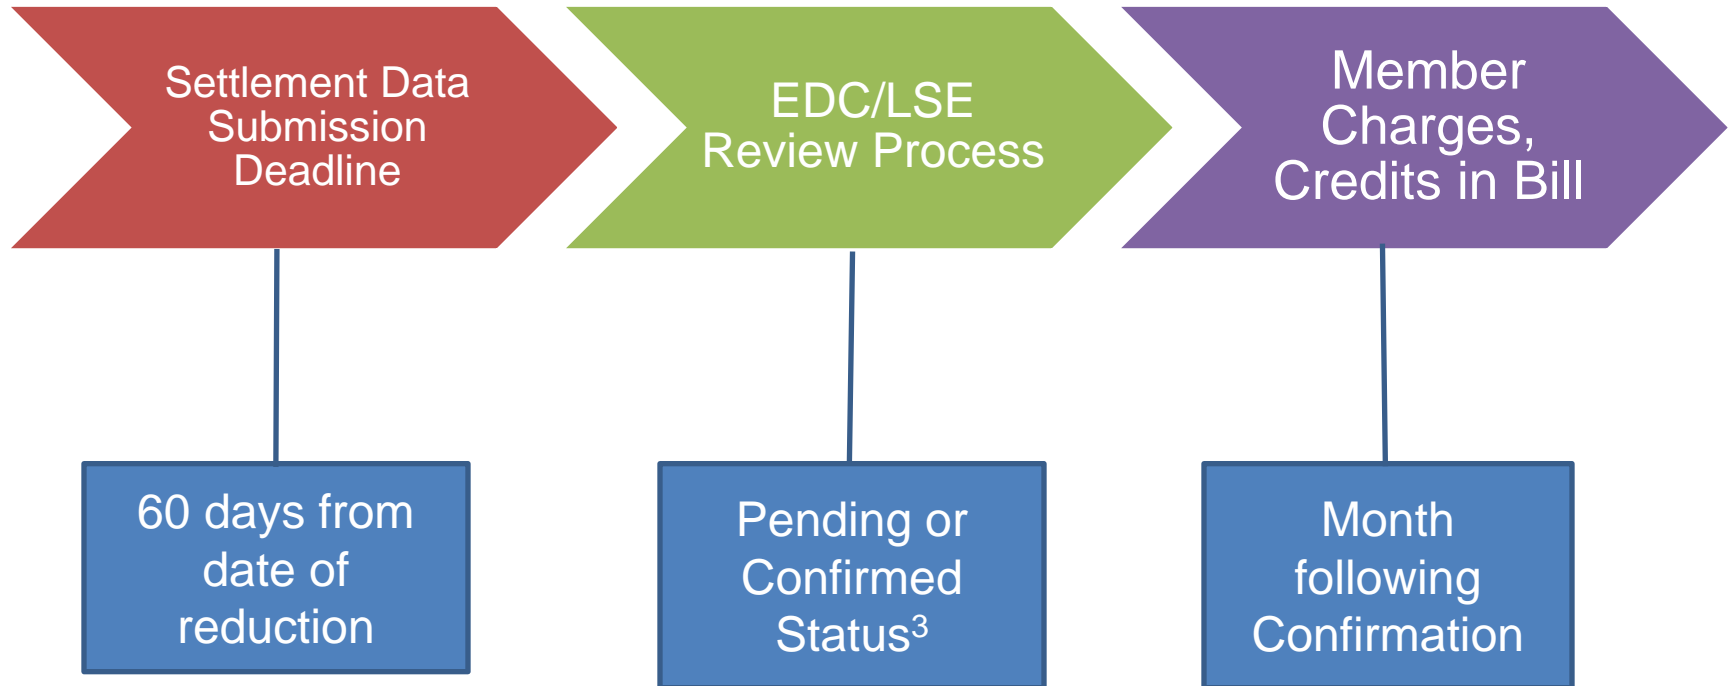 Settlement Data
Submission
Deadline
EDC/LSE
Review Process
Member
Charges,
Credits in Bill
60 days from
date of
reduction
Pending or
Confirmed
Status³
Month
following
Confirmation